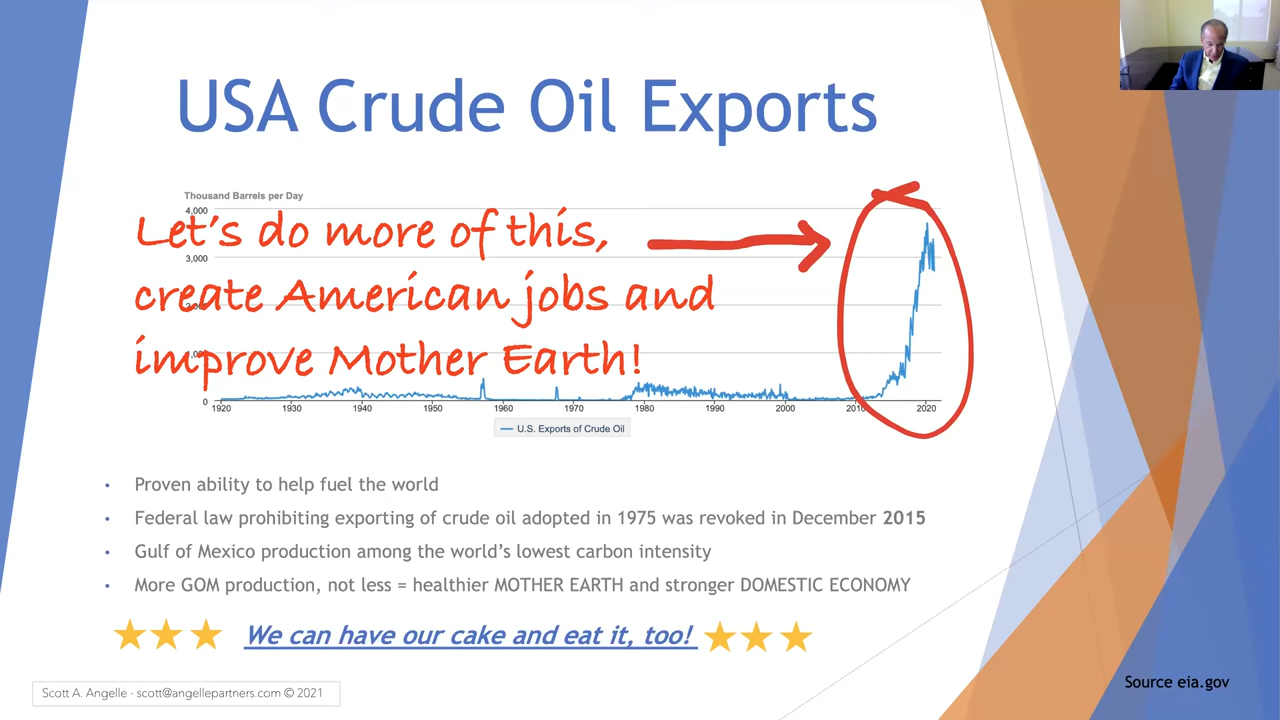 USA Crude Oil Exports
Thousand Barrels per Day
4,000
3,000
2,000
1,000
0
Let's do more of this,
create American jobs and
improve Mother Earth!
1920 1930 1940 1950 1960 1970 1980 1990 2000 2010 2020
U.S. Exports of Crude Oil
• Proven ability to help fuel the world
• Federal law prohibiting exporting of crude oil adopted in 1975 was revoked in December 2015
• Gulf of Mexico production among the world's lowest carbon intensity
• More GOM production, not less = healthier MOTHER EARTH and stronger DOMESTIC ECONOMY
We can have our cake and eat it, too!
Scott A. Angelle - scott@angellepartners.com © 2021
Source eia.gov